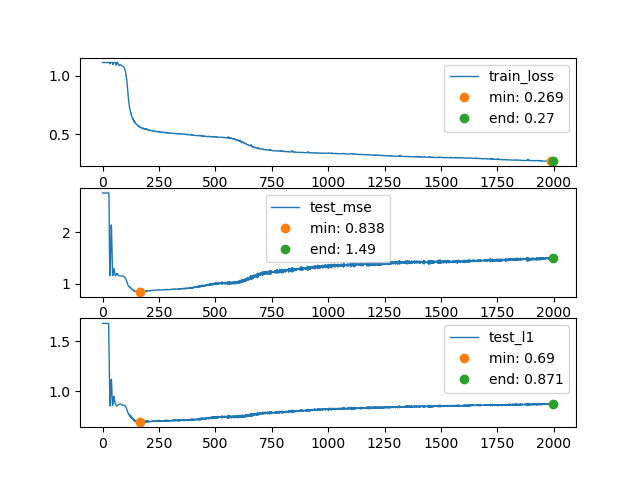 1.0
0.5
train_loss
min: 0.269
end: 0.27
0 250 500 750 1000 1250 1500 1750 2000
2
1
test_mse
min: 0.838
end: 1.49
0 250 500 750 1000 1250 1500 1750 2000
1.5
1.0
test_l1
min: 0.69
end: 0.871
0 250 500 750 1000 1250 1500 1750 2000